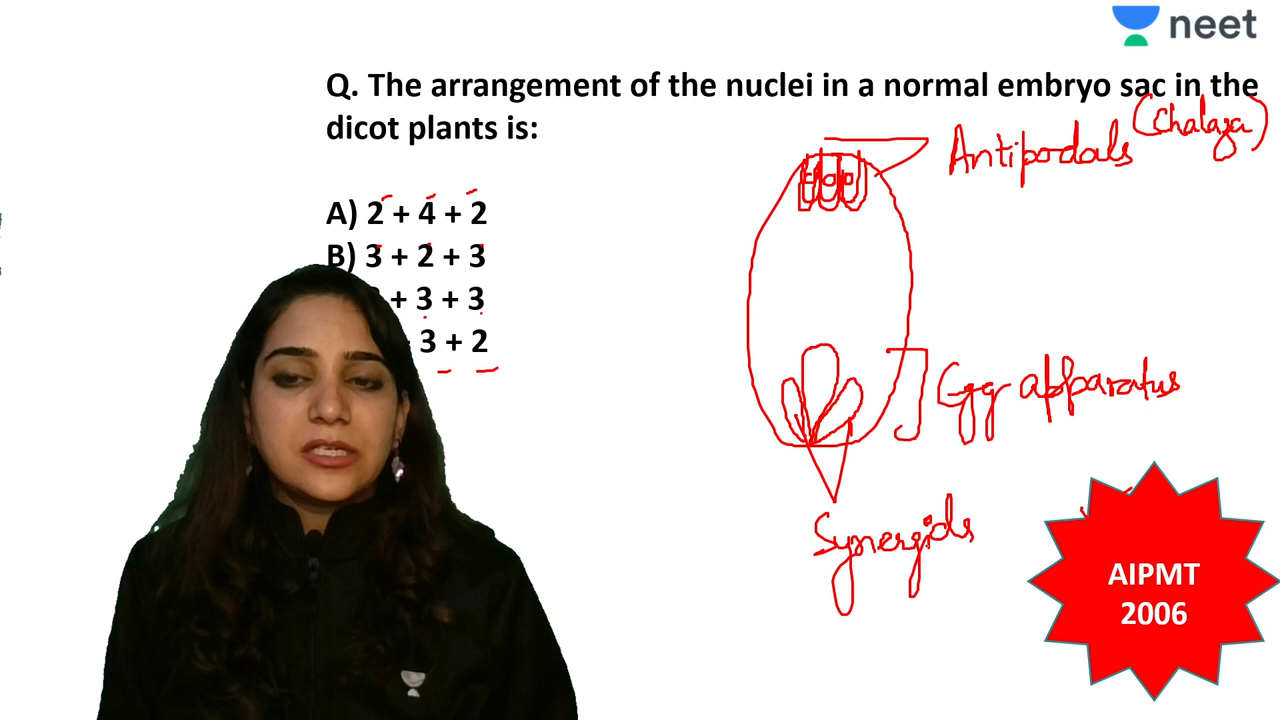 neet
Q. The arrangement of the nuclei in a normal embryo sac in the
dicot plants is:
(Chalaza)
Antipodals
A) 2 + 4 + 2
B) 3 + 2 + 3
+ 3 + 3
3 + 2
Egg apparatus
Synergids
AIPMT
2006